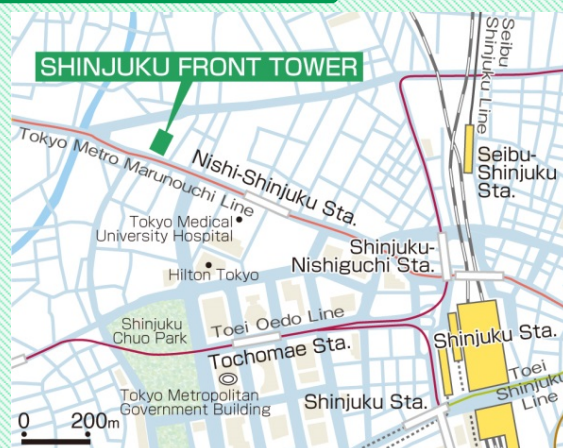 SHINJUKU FRONT TOWER
Seibu
Shinjuku Line
Tokyo Metro Marunouchi Line
Nishi-Shinjuku Sta.
Seibu-
Shinjuku
Sta.
Tokyo Medical
University Hospital
Hilton Tokyo
Shinjuku-
Nishiguchi Sta.
Shinjuku
Chuo Park
Toei Oedo Line
Tochomae Sta.
Shinjuku Sta.
Tokyo Metropolitan
Government Building
Shinjuku Sta.
Toei
Shinjuku
Line
0 200m